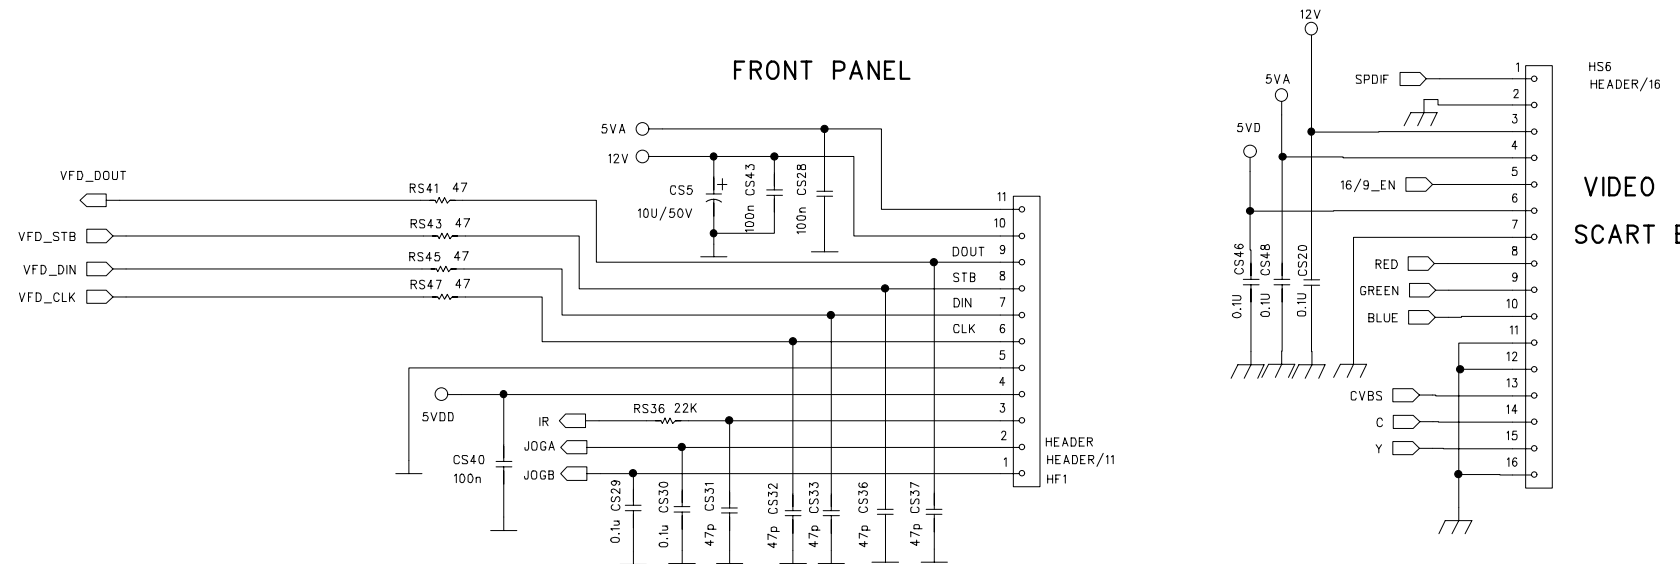 FRONT PANEL
5VA
12V
CS5
10U/50V
100n CS43
100n CS28
VFD_DOUT
RS41 47
VFD_STB
RS43 47
VFD_DIN
RS45 47
VFD_CLK
RS47 47
11
10
DOUT 9
STB 8
DIN 7
CLK 6
5
4
3
2
1
5VDD
CS40
100n
IR
RS36 22K
JOGA
JOGB
HEADER
HEADER/11
HF1
0.1u CS29
0.1u CS30
47p CS31
47p CS32
47p CS33
47p CS36
47p CS37
12V
5VA
5VD
SPDIF
16/9_EN
RED
GREEN
BLUE
CVBS
C
Y
0.1U CS46
0.1U CS48
0.1U CS20
1
2
3
4
5
6
7
8
9
10
11
12
13
14
15
16
HS6
HEADER/16
VIDEO
SCART